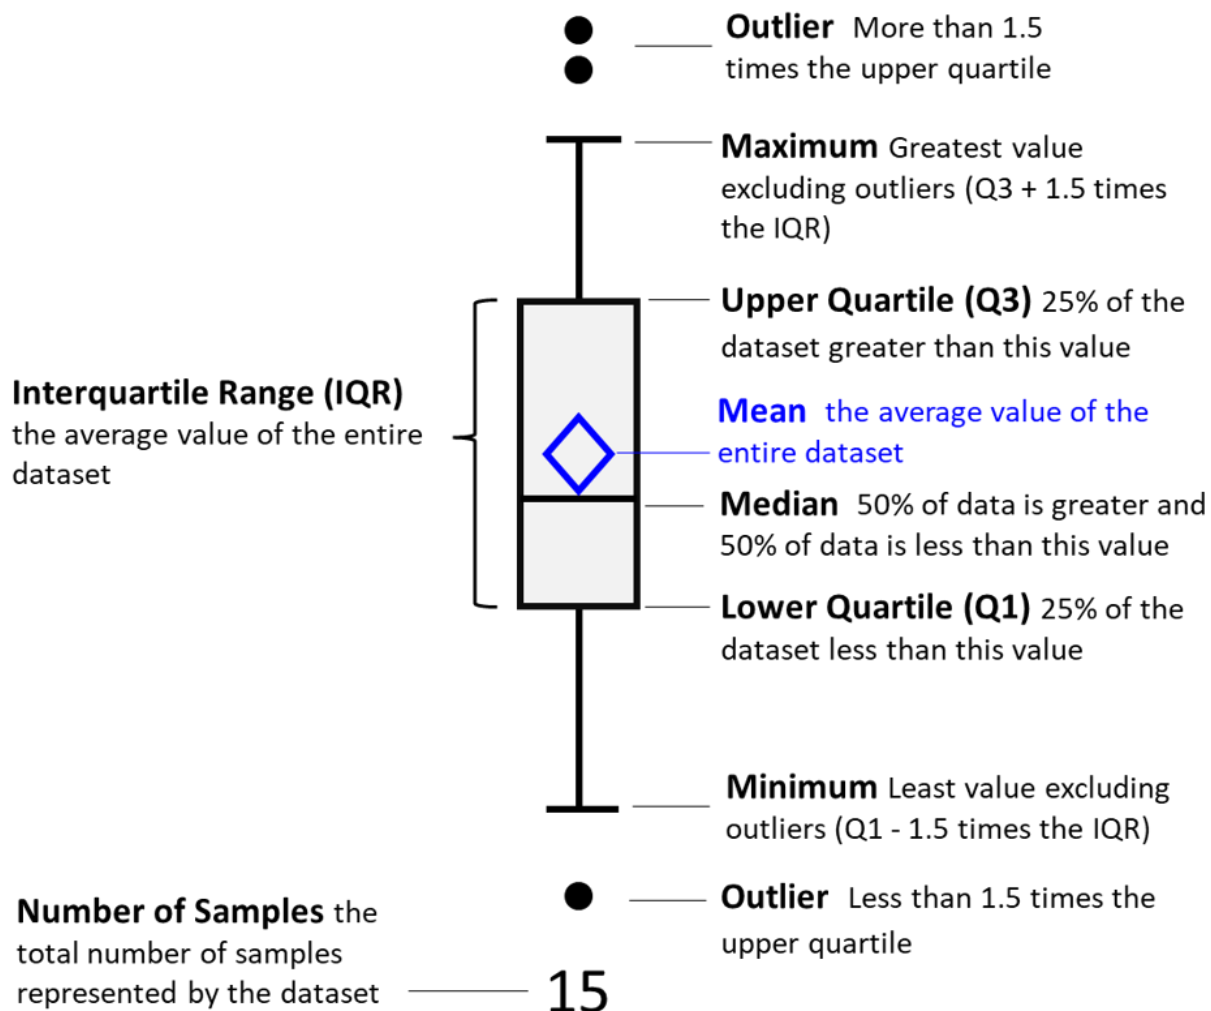 Outlier More than 1.5
times the upper quartile
Maximum Greatest value
excluding outliers (Q3 + 1.5 times
the IQR)
Upper Quartile (Q3) 25% of the
dataset greater than this value
Interquartile Range (IQR)
the average value of the entire
dataset
Mean the average value of the
entire dataset
Median 50% of data is greater and
50% of data is less than this value
Lower Quartile (Q1) 25% of the
dataset less than this value
Minimum Least value excluding
outliers (Q1 - 1.5 times the IQR)
Outlier Less than 1.5 times the
upper quartile
Number of Samples the
total number of samples
represented by the dataset
15